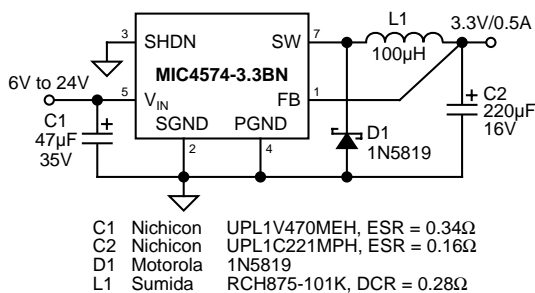 L1
3.3V/0.5A
3 SHDN SW 7
100µH
MIC4574-3.3BN
6V to 24V
5 VIN FB 1
C2
220µF
16V
C1
47µF
35V
SGND PGND
2 4
D1
1N5819
C1 Nichicon UPL1V470MEH, ESR = 0.34Ω
C2 Nichicon UPL1C221MPH, ESR = 0.16Ω
D1 Motorola 1N5819
L1 Sumida RCH875-101K, DCR = 0.28Ω